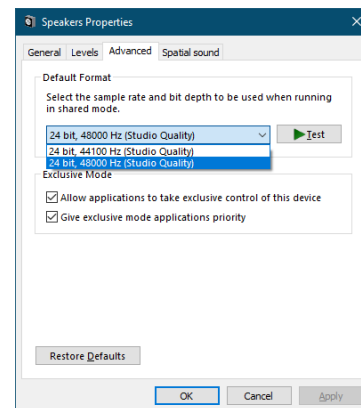 Speakers Properties
General Levels Advanced Spatial sound
Default Format
Select the sample rate and bit depth to be used when running
in shared mode.
24 bit, 48000 Hz (Studio Quality)
Test
24 bit, 44100 Hz (Studio Quality)
24 bit, 48000 Hz (Studio Quality)
Exclusive Mode
Allow applications to take exclusive control of this device
Give exclusive mode applications priority
Restore Defaults
OK Cancel Apply